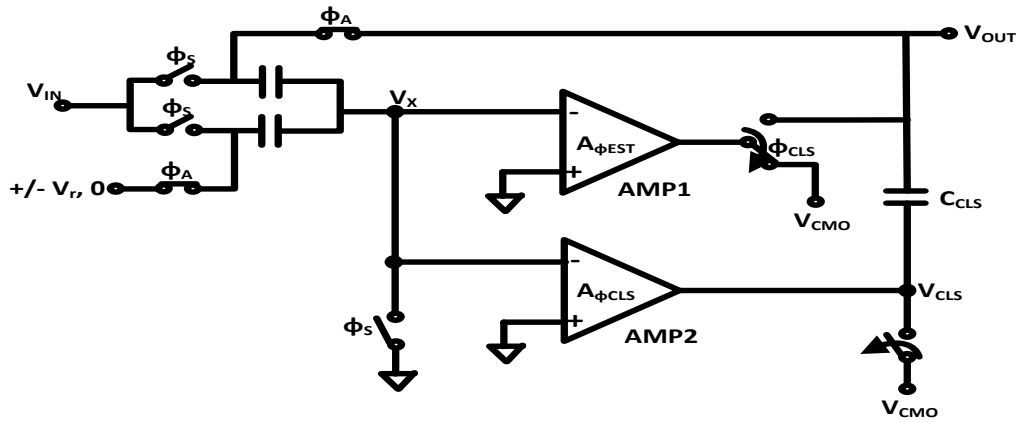 ϕA
VOUT
ϕS
VIN
ϕS
VX
-
AϕEST
+
AMP1
ϕCLS
ϕA
+/- Vr, 0
VCMO
CCLS
-
AϕCLS
+
AMP2
VCLS
ϕS
VCMO